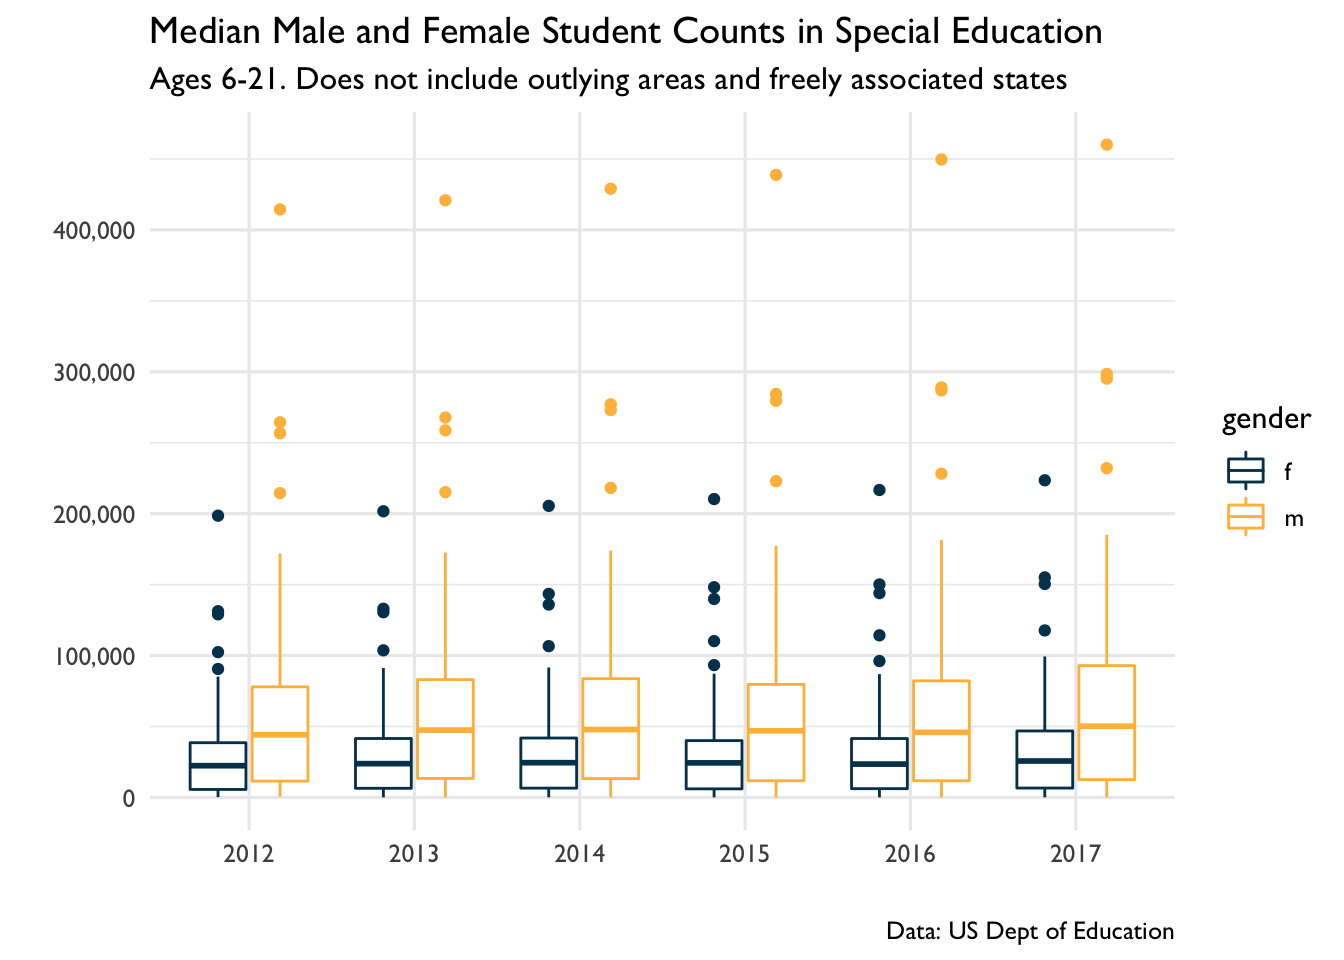 Median Male and Female Student Counts in Special Education
Ages 6-21. Does not include outlying areas and freely associated states
400,000
300,000
200,000
100,000
0
2012 2013 2014 2015 2016 2017
gender
f
m
Data: US Dept of Education